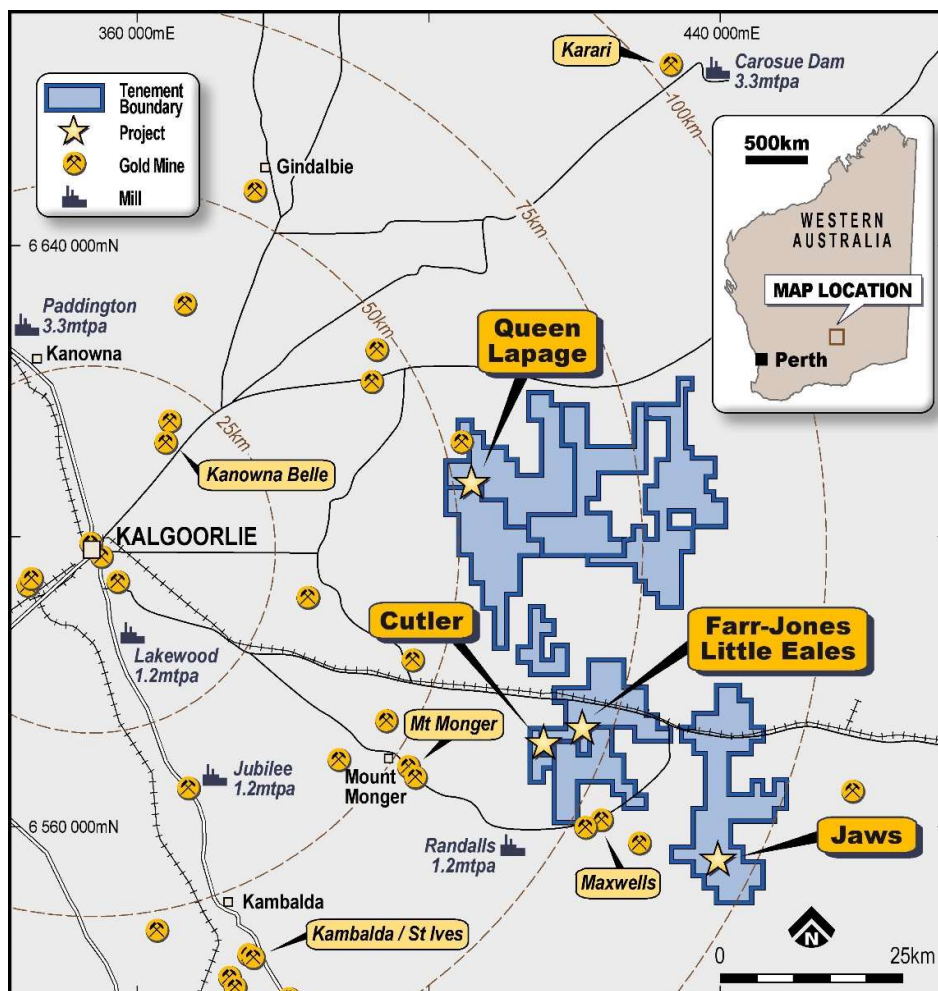 360 000mE
440 000mE
Karari
Carosue Dam
3.3mtpa
Tenement
Boundary
Project
Gold Mine
Mill
100km
500km
WESTERN
AUSTRALIA
MAP LOCATION
Perth
Gindalbie
75km
6 640 000mN
Paddington
3.3mtpa
Kanowna
50km
Queen
Lapage
25km
Kanowna Belle
KALGOORLIE
Cutler
Farr-Jones
Little Eales
Lakewood
1.2mtpa
Mt Monger
Jubilee
1.2mtpa
Mount
Monger
6 560 000mN
Randalls
1.2mtpa
Maxwells
Jaws
Kambalda
Kambalda / St Ives
N
0
25km